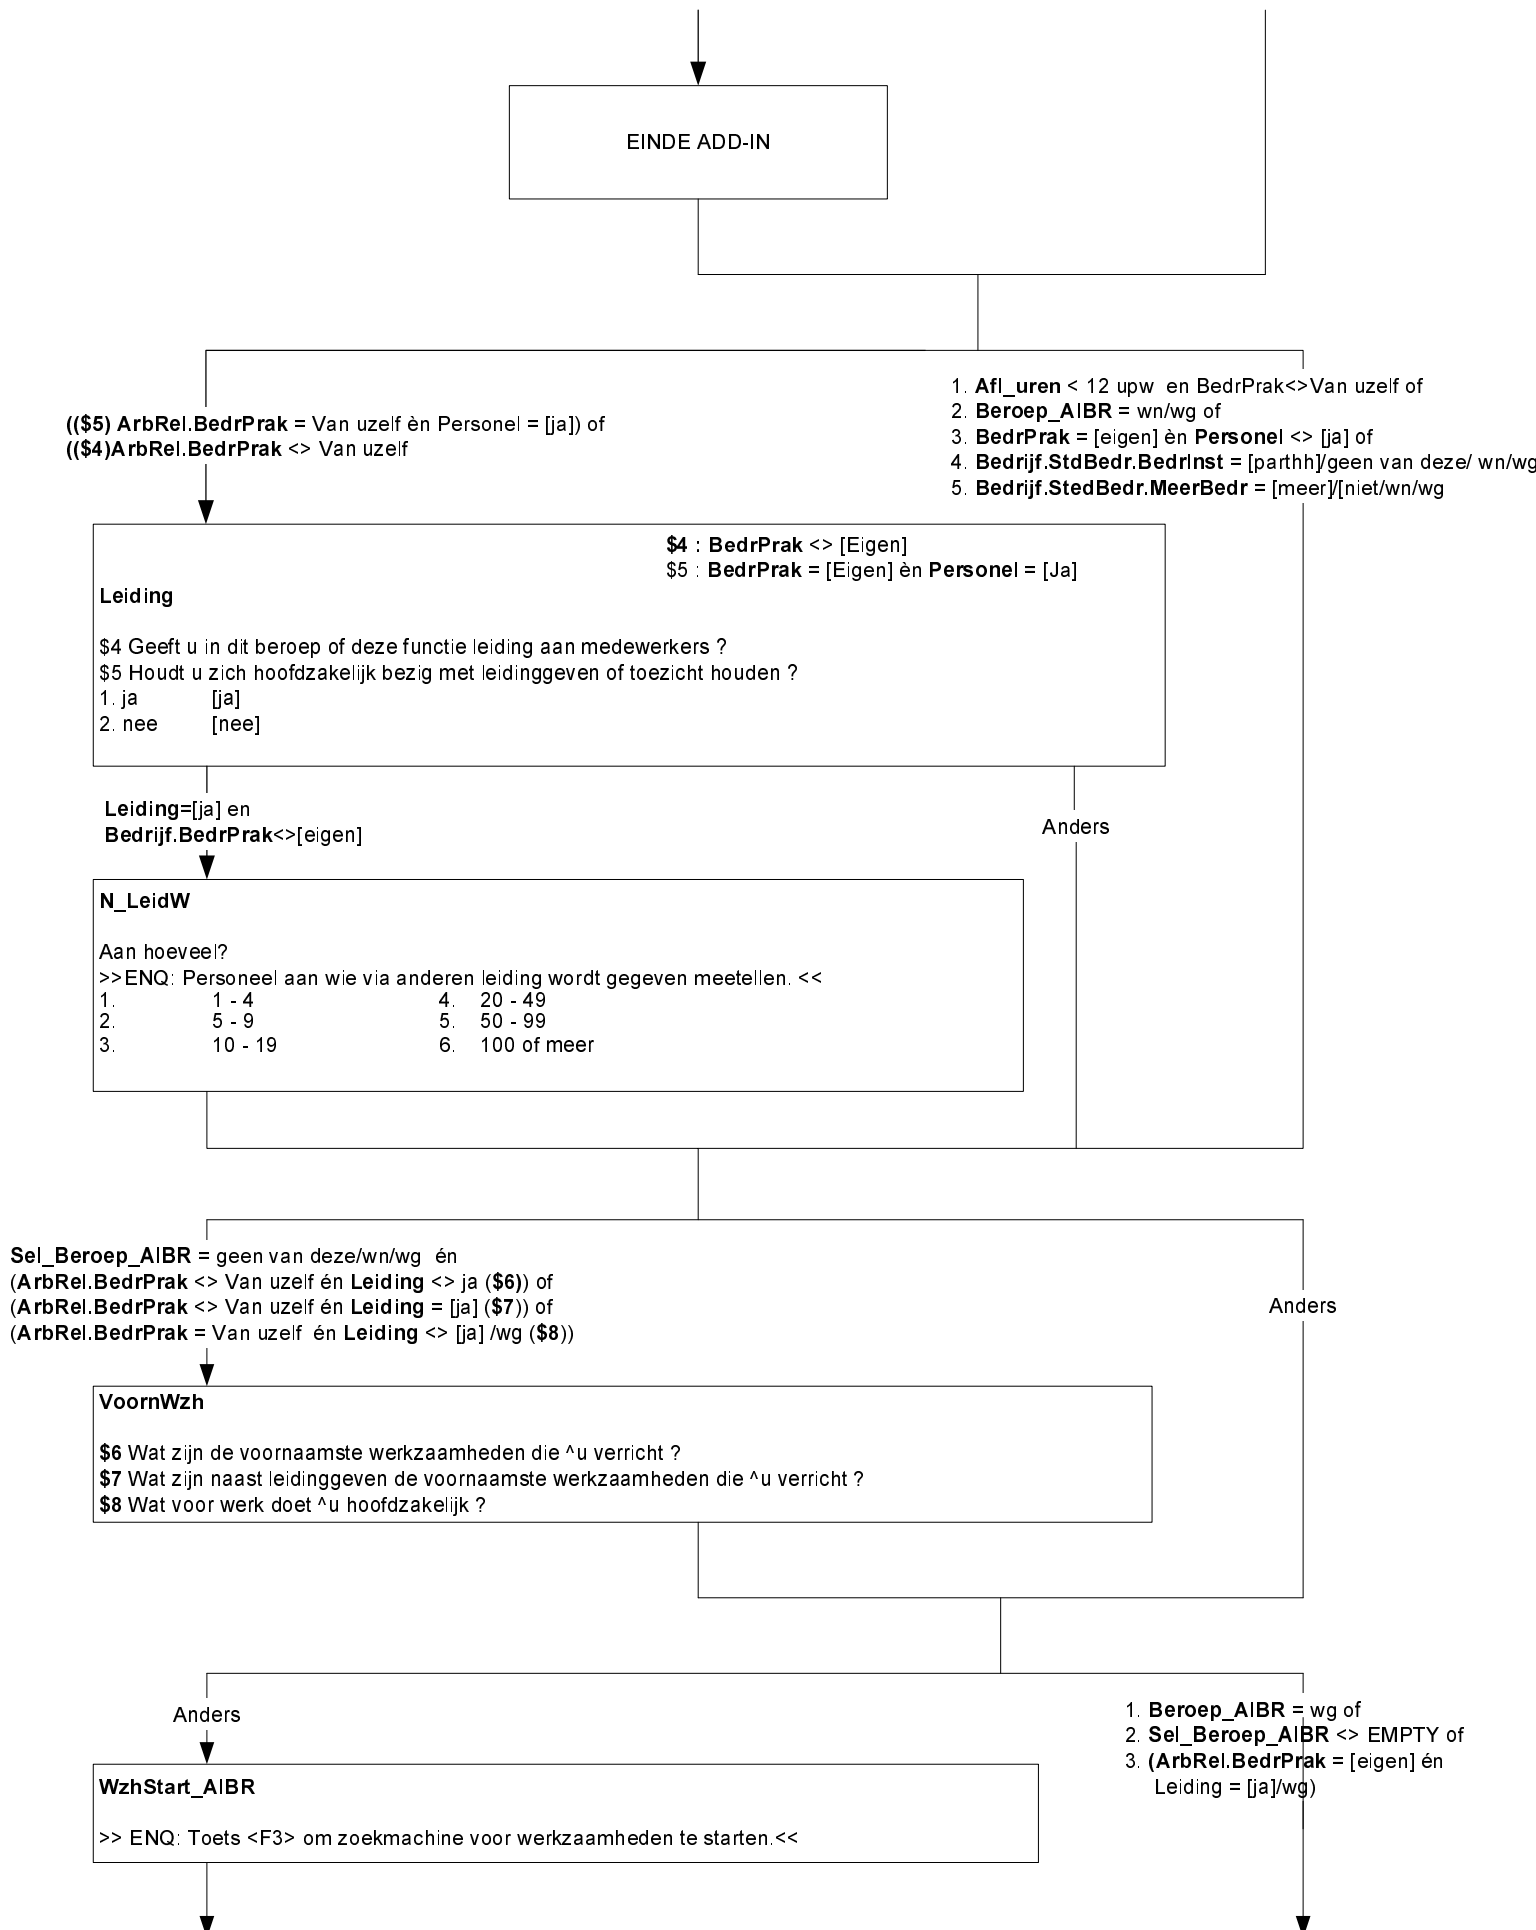 EINDE ADD-IN
(($5) ArbRel.BedrPrak = Van uzelf èn Personel = [ja]) of
(($4)ArbRel.BedrPrak <> Van uzelf
1. Afl_uren < 12 upw en BedrPrak<>Van uzelf of
2. Beroep_AIBR = wn/wg of
3. BedrPrak = [eigen] èn Personel <> [ja] of
4. Bedrijf.StdBedr.BedrInst = [parthh]/geen van deze/ wn/wg
5. Bedrijf.StedBedr.MeerBedr = [meer]/[niet/wn/wg
$4 : BedrPrak <> [Eigen]
$5 : BedrPrak = [Eigen] èn Personel = [Ja]
Leiding
$4 Geeft u in dit beroep of deze functie leiding aan medewerkers ?
$5 Houdt u zich hoofdzakelijk bezig met leidinggeven of toezicht houden ?
1. ja [ja]
2. nee [nee]
Leiding=[ja] en
Bedrijf.BedrPrak<>[eigen]
Anders
N_LeidW
Aan hoeveel?
>>ENQ: Personeel aan wie via anderen leiding wordt gegeven meetellen. <<
1. 1 - 4 4. 20 - 49
2. 5 - 9 5. 50 - 99
3. 10 - 19 6. 100 of meer
Sel_Beroep_AIBR = geen van deze/wn/wg én
(ArbRel.BedrPrak <> Van uzelf én Leiding <> ja ($6)) of
(ArbRel.BedrPrak <> Van uzelf én Leiding = [ja] ($7)) of
(ArbRel.BedrPrak = Van uzelf én Leiding <> [ja] /wg ($8))
Anders
VoornWzh
$6 Wat zijn de voornaamste werkzaamheden die ^u verricht ?
$7 Wat zijn naast leidinggeven de voornaamste werkzaamheden die ^u verricht ?
$8 Wat voor werk doet ^u hoofdzakelijk ?
Anders
1. Beroep_AIBR = wg of
2. Sel_Beroep_AIBR <> EMPTY of
3. (ArbRel.BedrPrak = [eigen] én
Leiding = [ja]/wg)
WzhStart_AIBR
>> ENQ: Toets <F3> om zoekmachine voor werkzaamheden te starten.<<